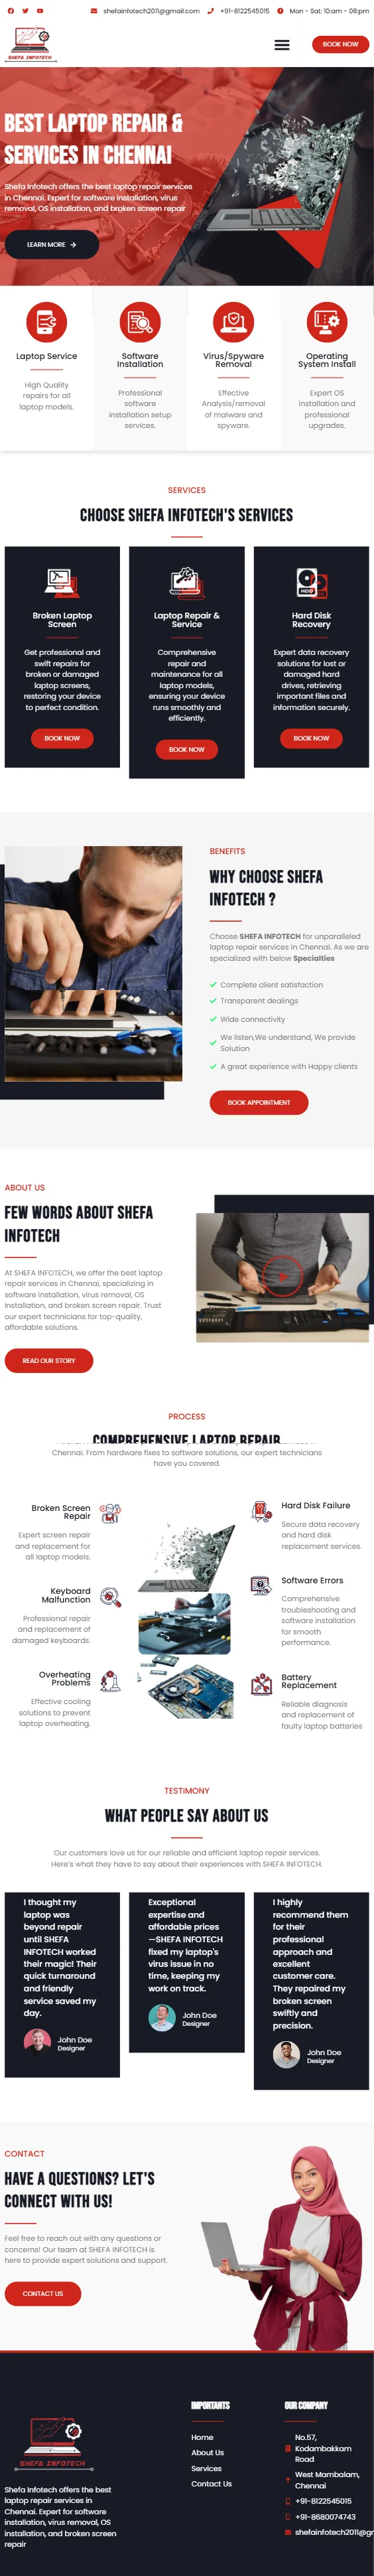 shefainfotech2011@gmail.com +91-8122545015 Mon - Sat: 10:am - 08:pm
SHEFA INFOTECH
BOOK NOW
BEST LAPTOP REPAIR &
SERVICES IN CHENNAI
Shefa Infotech offers the best laptop repair services
in Chennai. Expert for software installation, virus
removal, OS installation, and broken screen repair
LEARN MORE
Laptop Service
High Quality
repairs for all
laptop models.
Software
Installation
Professional
software
installation setup
services.
Virus/Spyware
Removal
Effective
Analysis/removal
of malware and
spyware.
Operating
System Install
Expert OS
installation and
professional
upgrades.
SERVICES
CHOOSE SHEFA INFOTECH'S SERVICES
Broken Laptop
Screen
Get professional and
swift repairs for
broken or damaged
laptop screens,
restoring your device
to perfect condition.
BOOK NOW
Laptop Repair &
Service
Comprehensive
repair and
maintenance for all
laptop models,
ensuring your device
runs smoothly and
efficiently.
BOOK NOW
HDD
Hard Disk
Recovery
Expert data recovery
solutions for lost or
damaged hard
drives, retrieving
important files and
information securely.
BOOK NOW
BENEFITS
WHY CHOOSE SHEFA
INFOTECH ?
Choose SHEFA INFOTECH for unparalleled
laptop repair services in Chennai. As we are
specialized with below Specialties
Complete client satisfaction
Transparent dealings
Wide connectivity
We listen,We understand, We provide
Solution
A great experience with Happy clients
BOOK APPOINTMENT
ABOUT US
FEW WORDS ABOUT SHEFA
INFOTECH
At SHEFA INFOTECH, we offer the best laptop
repair services in Chennai, specializing in
software installation, virus removal, OS
installation, and broken screen repair. Trust
our expert technicians for top-quality,
affordable solutions.
READ OUR STORY
PROCESS
COMPREHENSIVE LAPTOP REPAIR
Chennai. From hardware fixes to software solutions, our expert technicians
have you covered.
Broken Screen
Repair
Expert screen repair
and replacement for
all laptop models.
Keyboard
Malfunction
Professional repair
and replacement of
damaged keyboards.
Overheating
Problems
Effective cooling
solutions to prevent
laptop overheating.
Hard Disk Failure
Secure data recovery
and hard disk
replacement services.
Software Errors
Comprehensive
troubleshooting and
software installation
for smooth
performance.
Battery
Replacement
Reliable diagnosis
and replacement of
faulty laptop batteries
TESTIMONY
WHAT PEOPLE SAY ABOUT US
Our customers love us for our reliable and efficient laptop repair services.
Here's what they have to say about their experiences with SHEFA INFOTECH.
I thought my
laptop was
beyond repair
until SHEFA
INFOTECH worked
their magic! Their
quick turnaround
and friendly
service saved my
day.
John Doe
Designer
Exceptional
expertise and
affordable prices
—SHEFA INFOTECH
fixed my laptop's
virus issue in no
time, keeping my
work on track.
John Doe
Designer
I highly
recommend them
for their
professional
approach and
excellent
customer care.
They repaired my
broken screen
swiftly and
precision.
John Doe
Designer
CONTACT
HAVE A QUESTIONS? LET'S
CONNECT WITH US!
Feel free to reach out with any questions or
concerns! Our team at SHEFA INFOTECH is
here to provide expert solutions and support.
CONTACT US
SHEFA INFOTECH
Shefa Infotech offers the best
laptop repair services in
Chennai. Expert for software
installation, virus removal, OS
installation, and broken screen
repair
IMPORTANTS
Home
About Us
Services
Contact Us
OUR COMPANY
No.57,
Kodambakkam
Road
West Mambalam,
Chennai
+91-8122545015
+91-8680074743
shefainfotech2011@gr